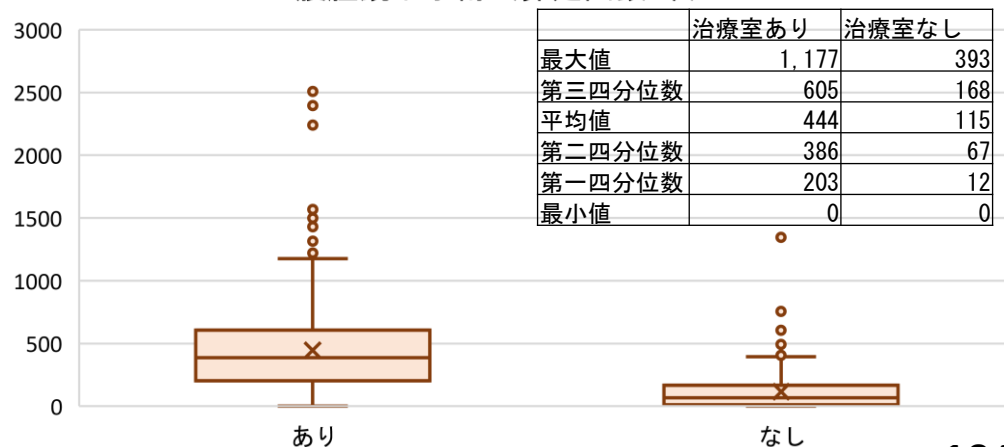 治療室あり 治療室なし
最大値 1,177 393
第三四分位数 605 168
平均値 444 115
第二四分位数 386 67
第一四分位数 203 12
最小値 0 0
3000
2500
2000
1500
1000
500
0
あり なし